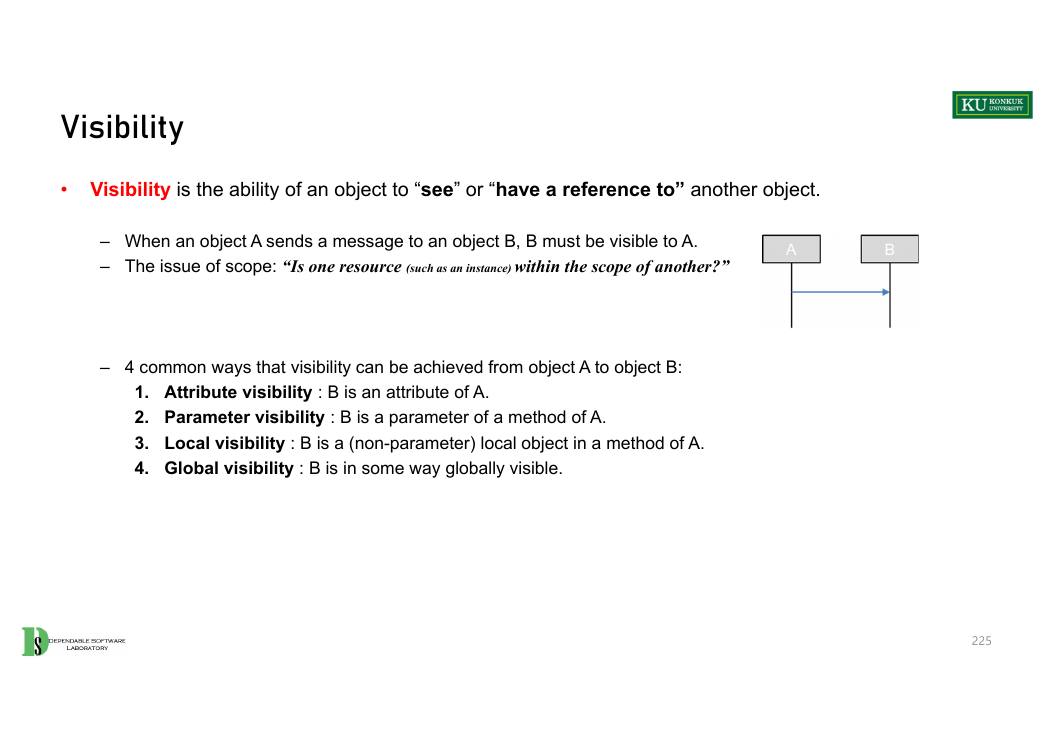 KU KONKUK
UNIVERSITY
Visibility
• Visibility is the ability of an object to “see” or “have a reference to” another object.
– When an object A sends a message to an object B, B must be visible to A.
– The issue of scope: “Is one resource (such as an instance) within the scope of another?”
A B
– 4 common ways that visibility can be achieved from object A to object B:
1. Attribute visibility : B is an attribute of A.
2. Parameter visibility : B is a parameter of a method of A.
3. Local visibility : B is a (non-parameter) local object in a method of A.
4. Global visibility : B is in some way globally visible.
DS DEPENDABLE SOFTWARE
LABORATORY
225